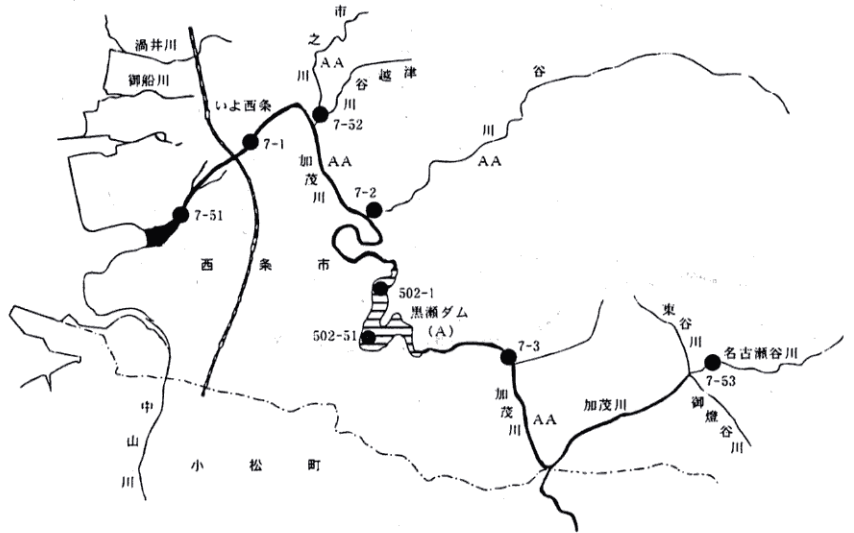 渦井川
御船川
いよ西条
市之川
AA
谷川
越津
7-52
7-1
加茂川
AA
谷川
AA
7-2
7-51
西条市
502-1
黒瀬ダム
(A)
502-51
7-3
東谷川
名古瀬谷川
7-53
御燈谷川
加茂川
AA
加茂川
中山川
小松町